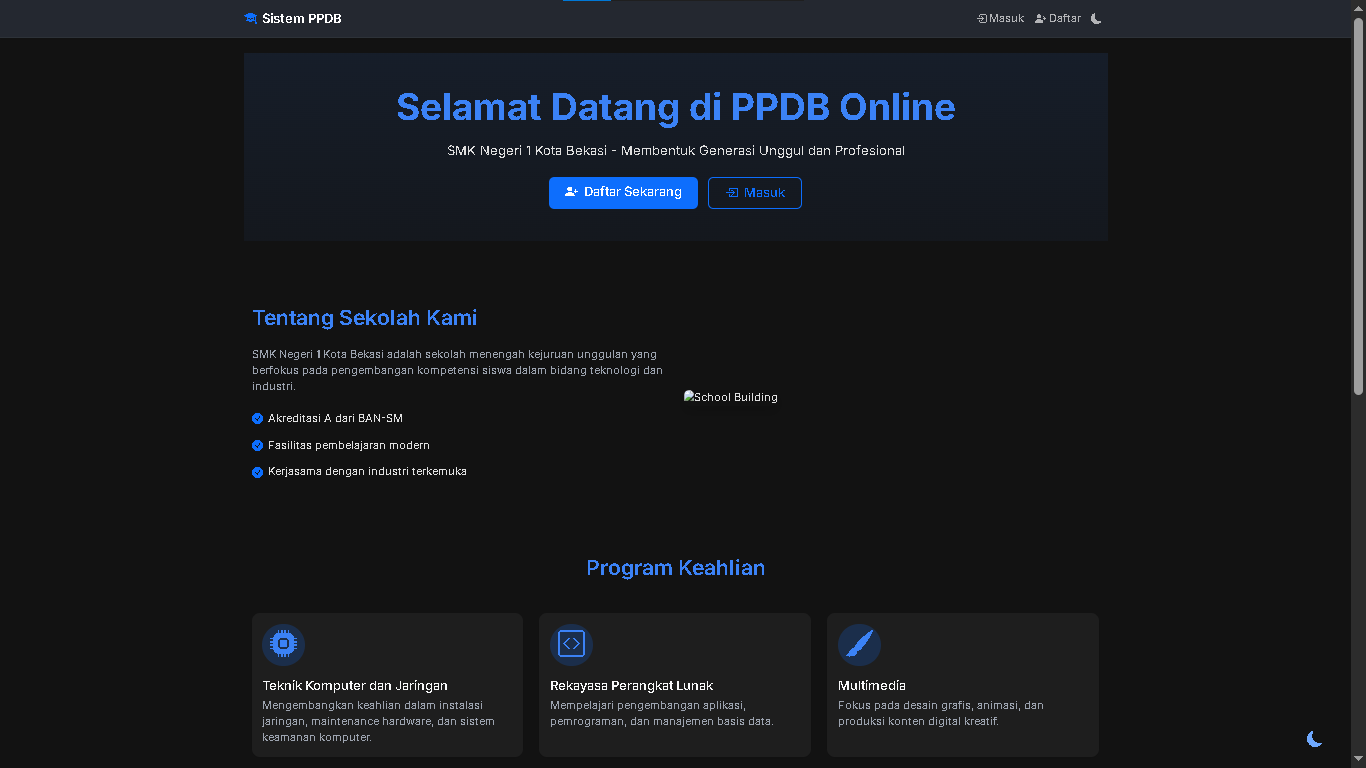 Sistem PPDB
Masuk
Daftar
Selamat Datang di PPDB Online
SMK Negeri 1 Kota Bekasi - Membentuk Generasi Unggul dan Profesional
Daftar Sekarang
Masuk
Tentang Sekolah Kami
SMK Negeri 1 Kota Bekasi adalah sekolah menengah kejuruan unggulan yang
berfokus pada pengembangan kompetensi siswa dalam bidang teknologi dan
industri.
Akreditasi A dari BAN-SM
Fasilitas pembelajaran modern
Kerjasama dengan industri terkemuka
School Building
Program Keahlian
Teknik Komputer dan Jaringan
Mengembangkan keahlian dalam instalasi
jaringan, maintenance hardware, dan sistem
keamanan komputer.
Rekayasa Perangkat Lunak
Mempelajari pengembangan aplikasi,
pemrograman, dan manajemen basis data.
Multimedia
Fokus pada desain grafis, animasi, dan
produksi konten digital kreatif.